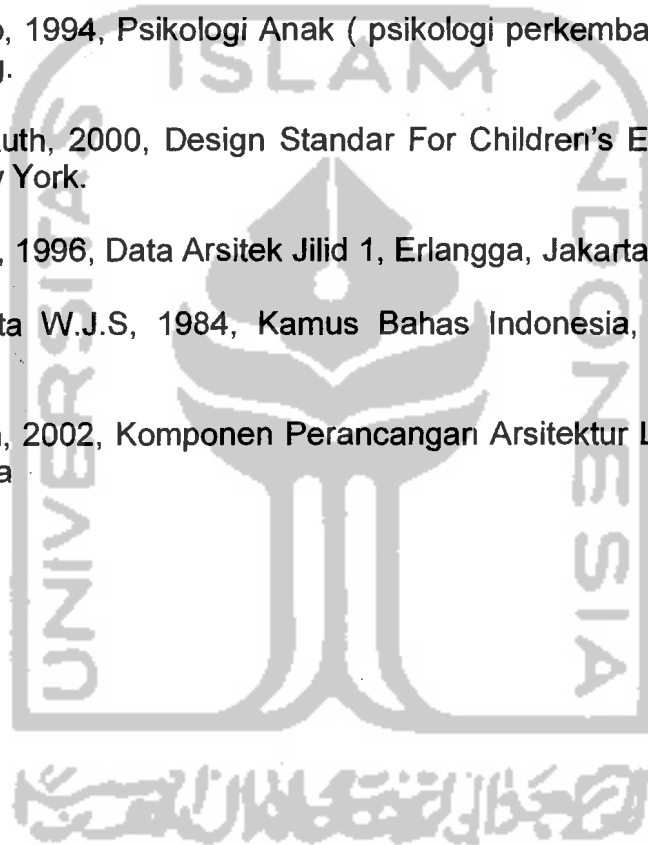 o, 1994, Psikologi Anak ( psikologi perkemba
g.
uth, 2000, Design Standar For Children's E
York.
, 1996, Data Arsitek Jilid 1, Erlangga, Jakarta
ta W.J.S, 1984, Kamus Bahas Indonesia,
, 2002, Komponen Perancangan Arsitektur L
a
ISLAM
UNIVERSITAS
INDONESIA